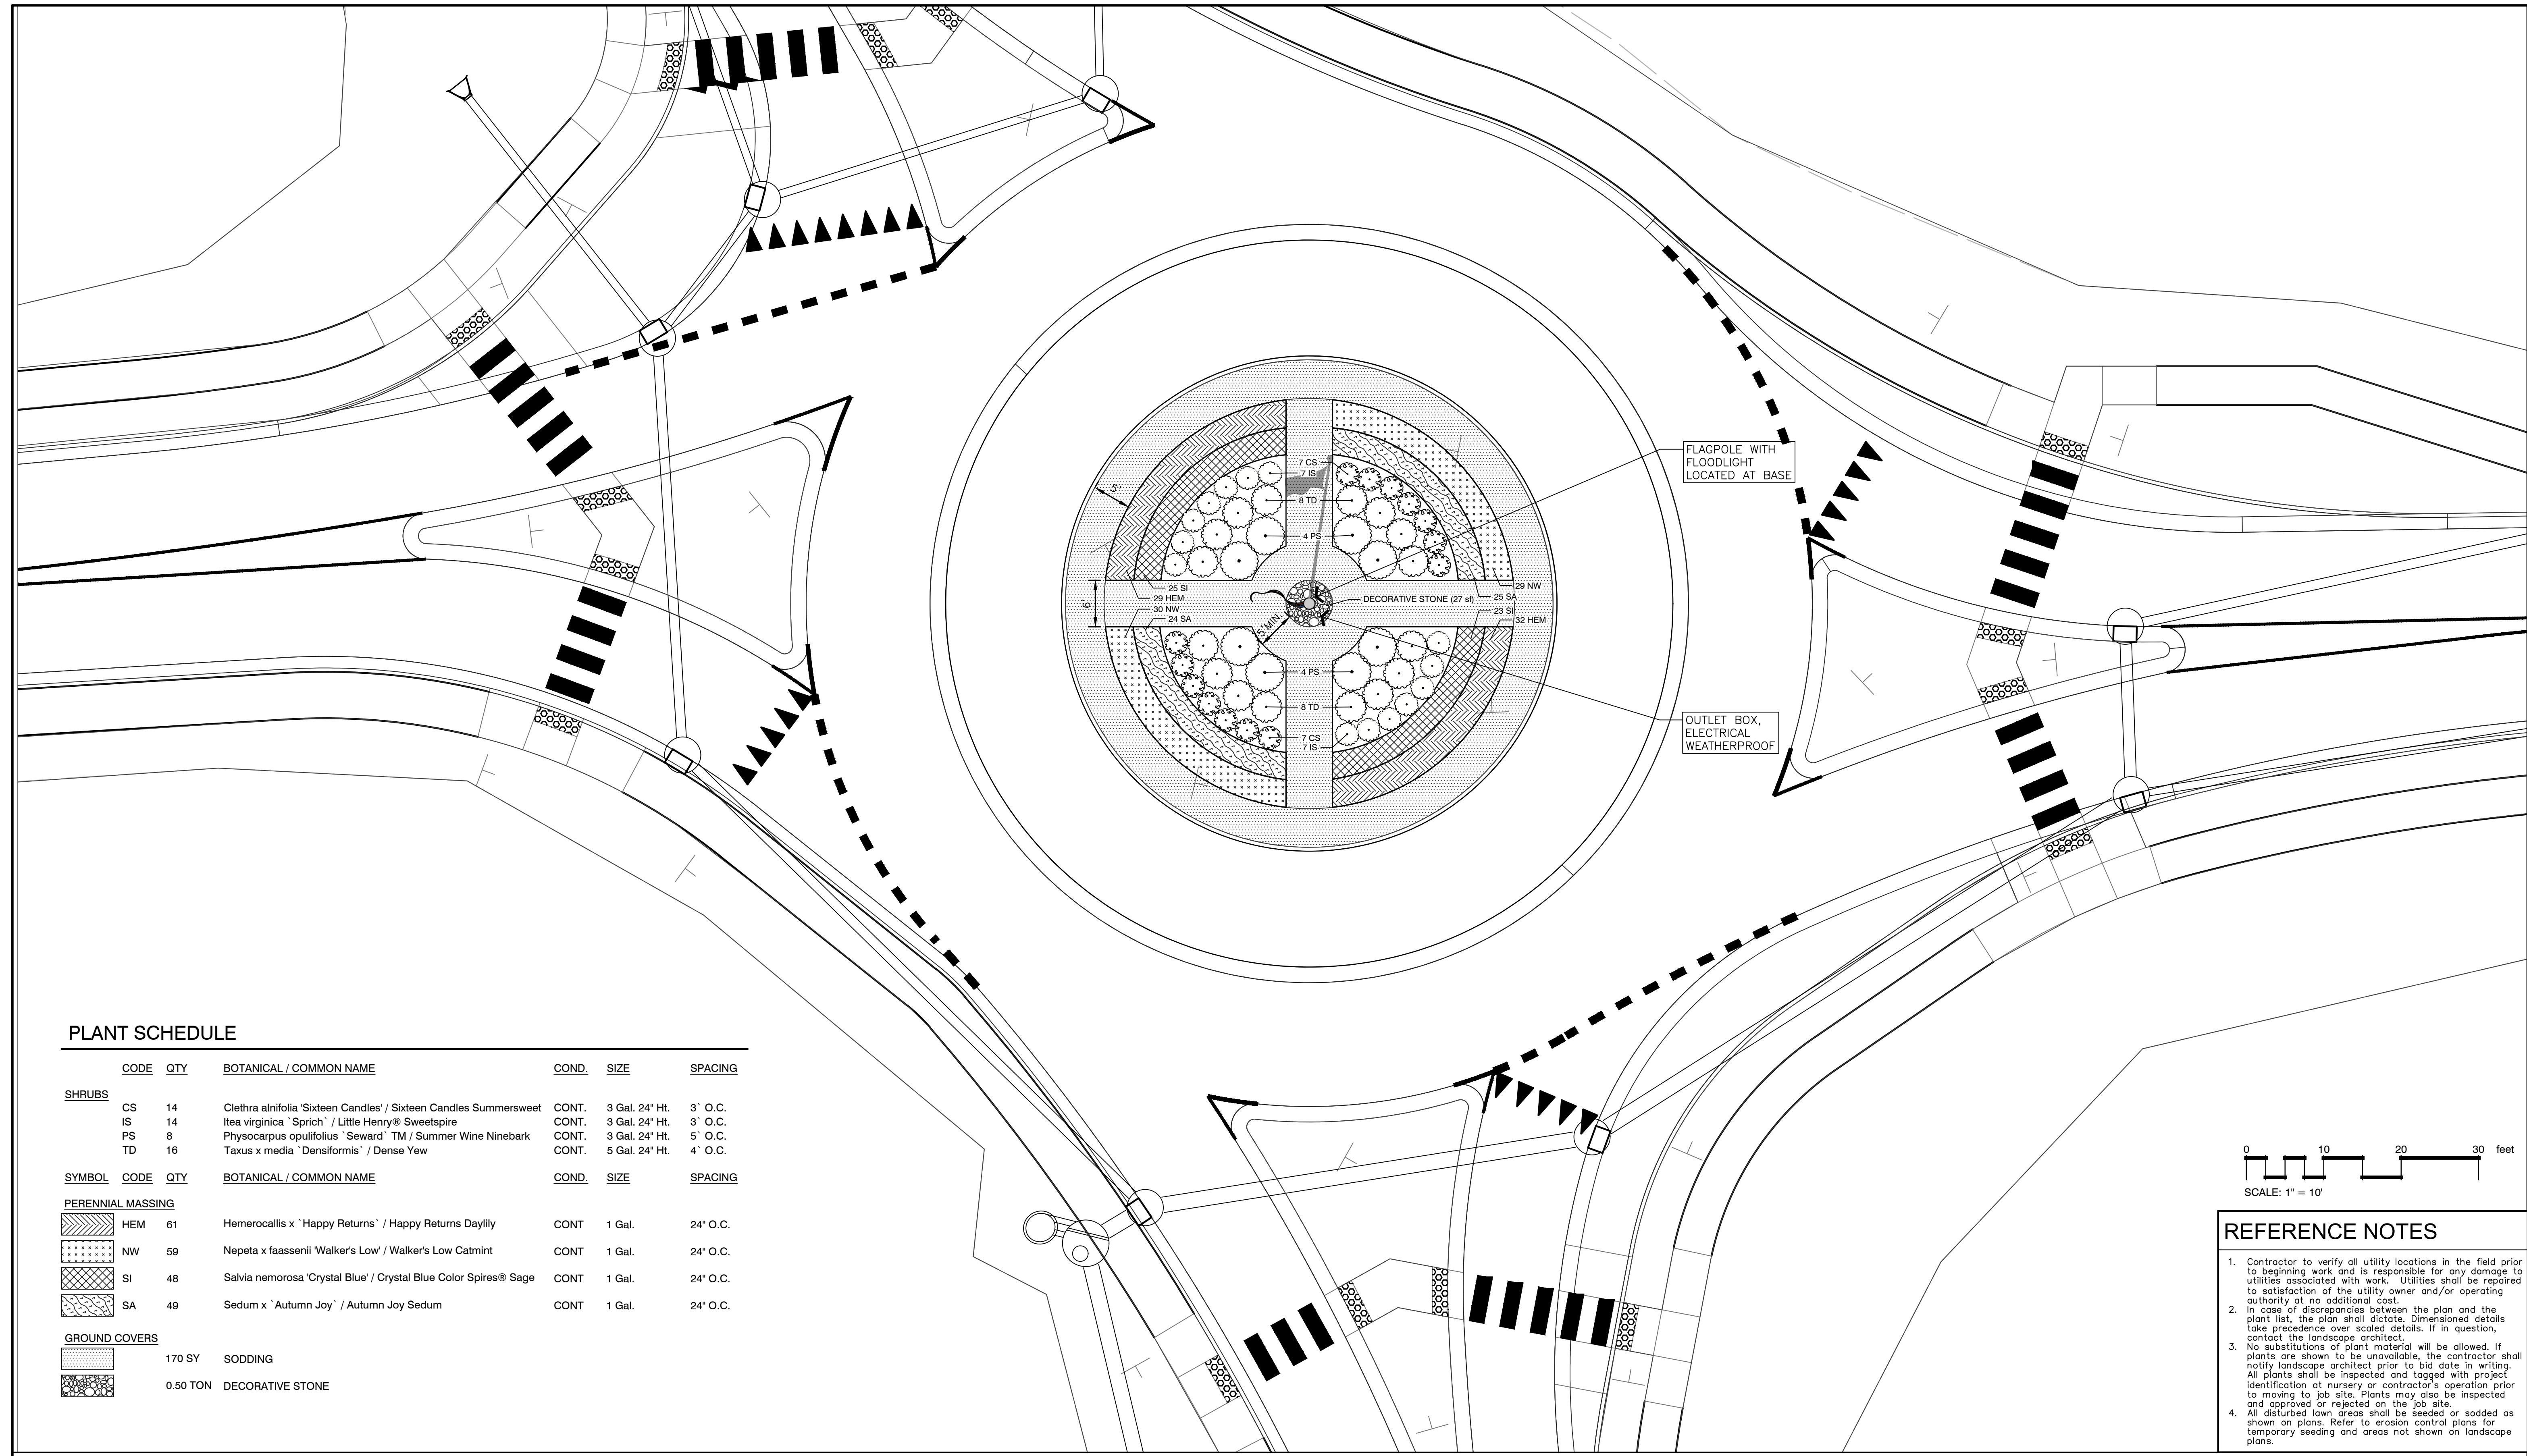 7 CS
7 IS
8 TD
4 PS
FLAGPOLE WITH
FLOODLIGHT
LOCATED AT BASE
5'
6'
25 SI
29 HEM
30 NW
24 SA
5 MIN.
DECORATIVE STONE (27 sf)
29 NW
25 SA
23 SI
32 HEM
4 PS
8 TD
7 CS
7 IS
OUTLET BOX,
ELECTRICAL
WEATHERPROOF
PLANT SCHEDULE
CODE QTY BOTANICAL / COMMON NAME COND. SIZE SPACING
SHRUBS
CS 14 Clethra alnifolia 'Sixteen Candles' / Sixteen Candles Summersweet CONT. 3 Gal. 24" Ht. 3` O.C.
IS 14 Itea virginica `Sprich` / Little Henry® Sweetspire CONT. 3 Gal. 24" Ht. 3` O.C.
PS 8 Physocarpus opulifolius `Seward` TM / Summer Wine Ninebark CONT. 3 Gal. 24" Ht. 5` O.C.
TD 16 Taxus x media `Densiformis` / Dense Yew CONT. 5 Gal. 24" Ht. 4` O.C.
SYMBOL CODE QTY BOTANICAL / COMMON NAME COND. SIZE SPACING
PERENNIAL MASSING
HEM 61 Hemerocallis x `Happy Returns` / Happy Returns Daylily CONT 1 Gal. 24" O.C.
NW 59 Nepeta x faassenii 'Walker's Low' / Walker's Low Catmint CONT 1 Gal. 24" O.C.
SI 48 Salvia nemorosa 'Crystal Blue' / Crystal Blue Color Spires® Sage CONT 1 Gal. 24" O.C.
SA 49 Sedum x `Autumn Joy` / Autumn Joy Sedum CONT 1 Gal. 24" O.C.
GROUND COVERS
170 SY SODDING
0.50 TON DECORATIVE STONE
0 10 20 30 feet
SCALE: 1" = 10'
REFERENCE NOTES
1. Contractor to verify all utility locations in the field prior
to beginning work and is responsible for any damage to
utilities associated with work. Utilities shall be repaired
to satisfaction of the utility owner and/or operating
authority at no additional cost.
2. In case of discrepancies between the plan and the
plant list, the plan shall dictate. Dimensioned details
take precedence over scaled details. If in question,
contact the landscape architect.
3. No substitutions of plant material will be allowed. If
plants are shown to be unavailable, the contractor shall
notify landscape architect prior to bid date in writing.
All plants shall be inspected and tagged with project
identification at nursery or contractor's operation prior
to moving to job site. Plants may also be inspected
and approved or rejected on the job site.
4. All disturbed lawn areas shall be seeded or sodded as
shown on plans. Refer to erosion control plans for
temporary seeding and areas not shown on landscape
plans.